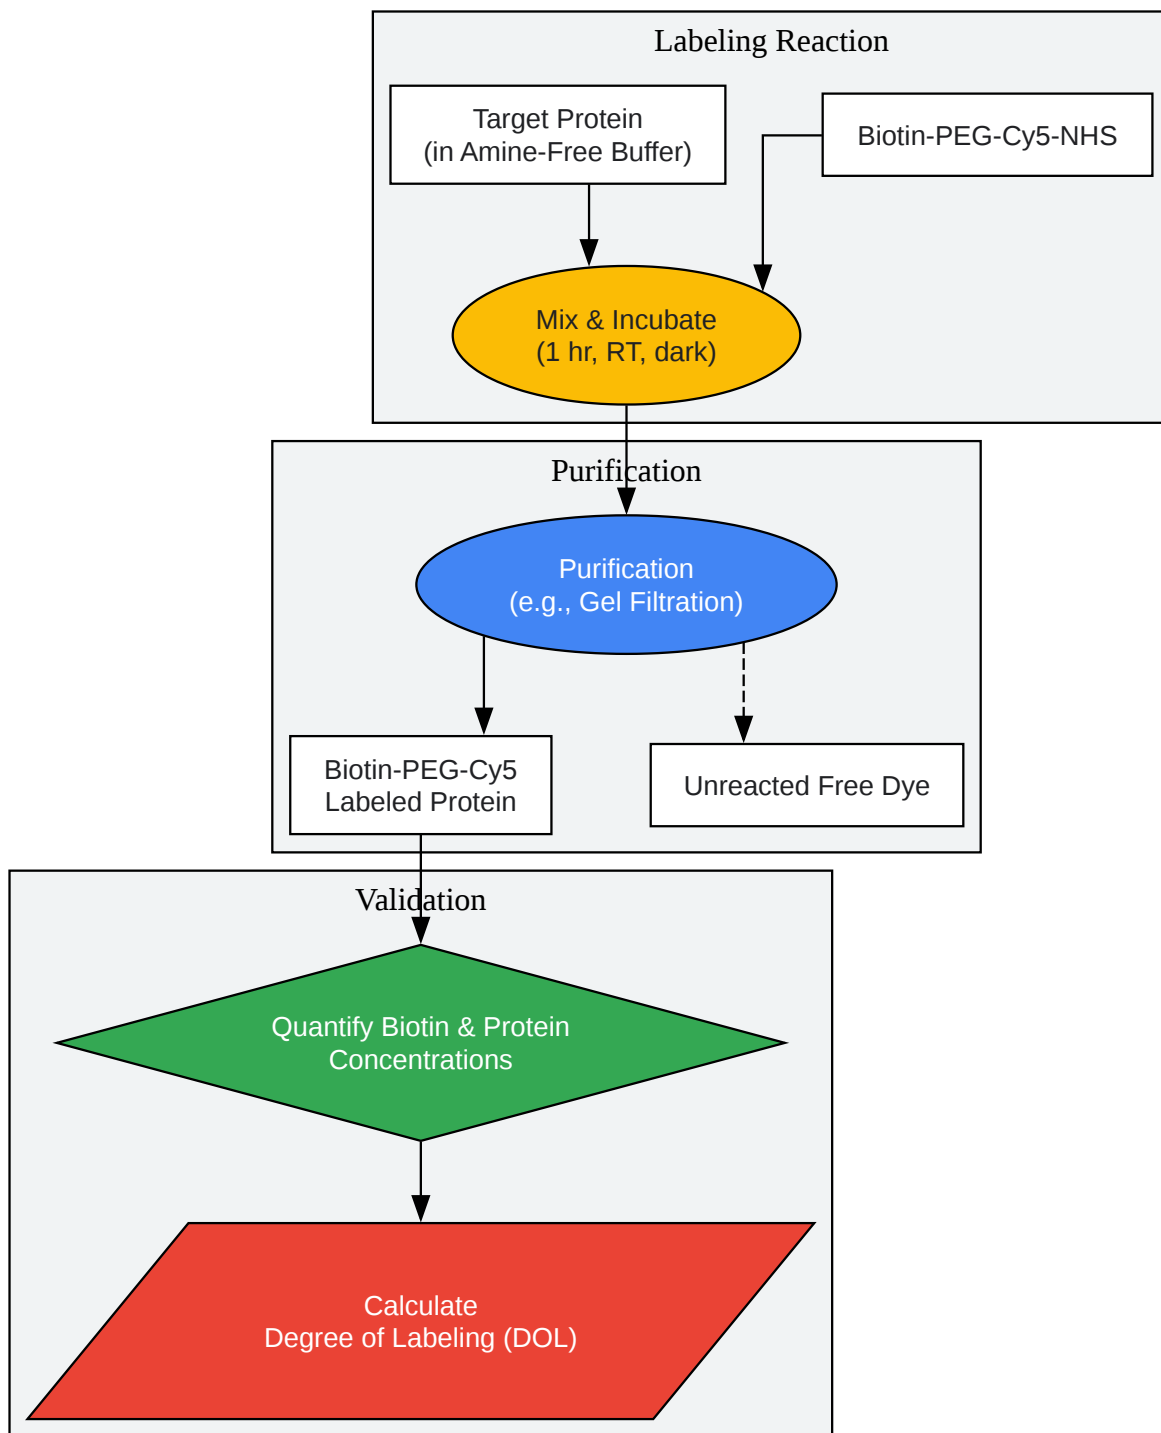 Labeling Reaction
Target Protein
(in Amine-Free Buffer)
Biotin-PEG-Cy5-NHS
Mix & Incubate
(1 hr, RT, dark)
Purification
Purification
(e.g., Gel Filtration)
Biotin-PEG-Cy5
Labeled Protein
Unreacted Free Dye
Validation
Quantify Biotin & Protein
Concentrations
Calculate
Degree of Labeling (DOL)